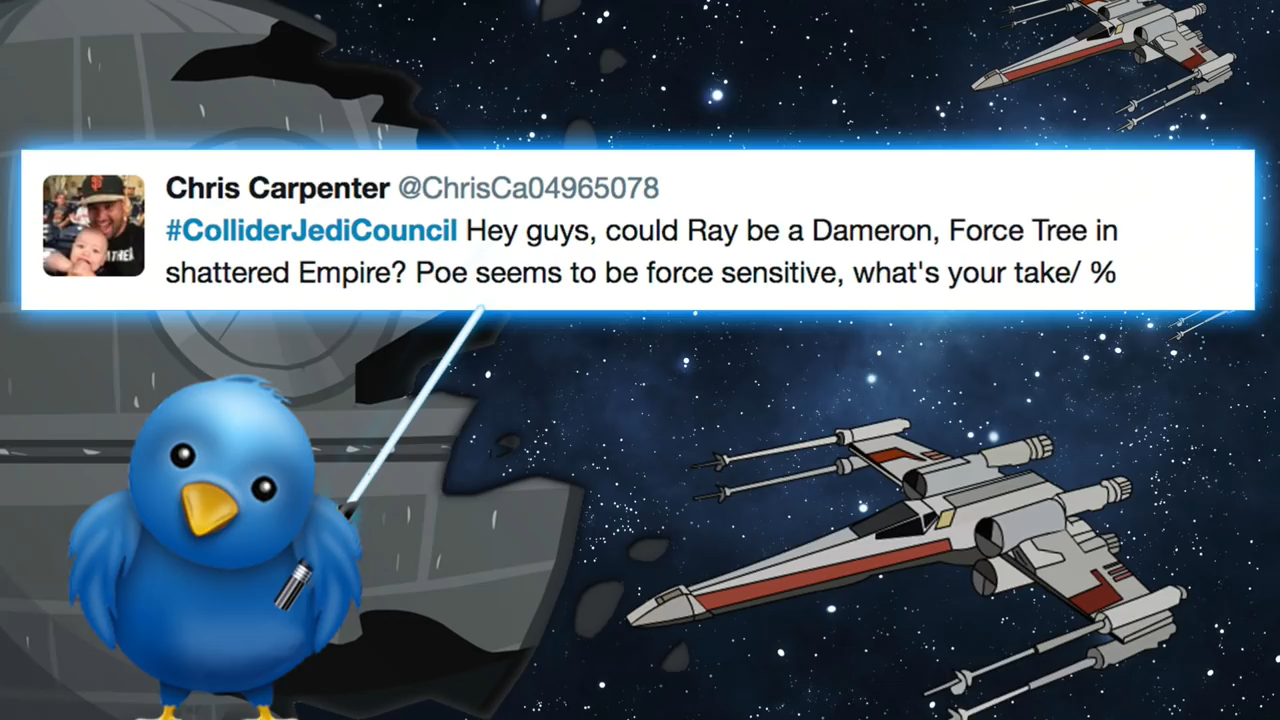 Chris Carpenter @ChrisCa04965078
#ColliderJediCouncil Hey guys, could Ray be a Dameron, Force Tree in
shattered Empire? Poe seems to be force sensitive, what's your take/ %